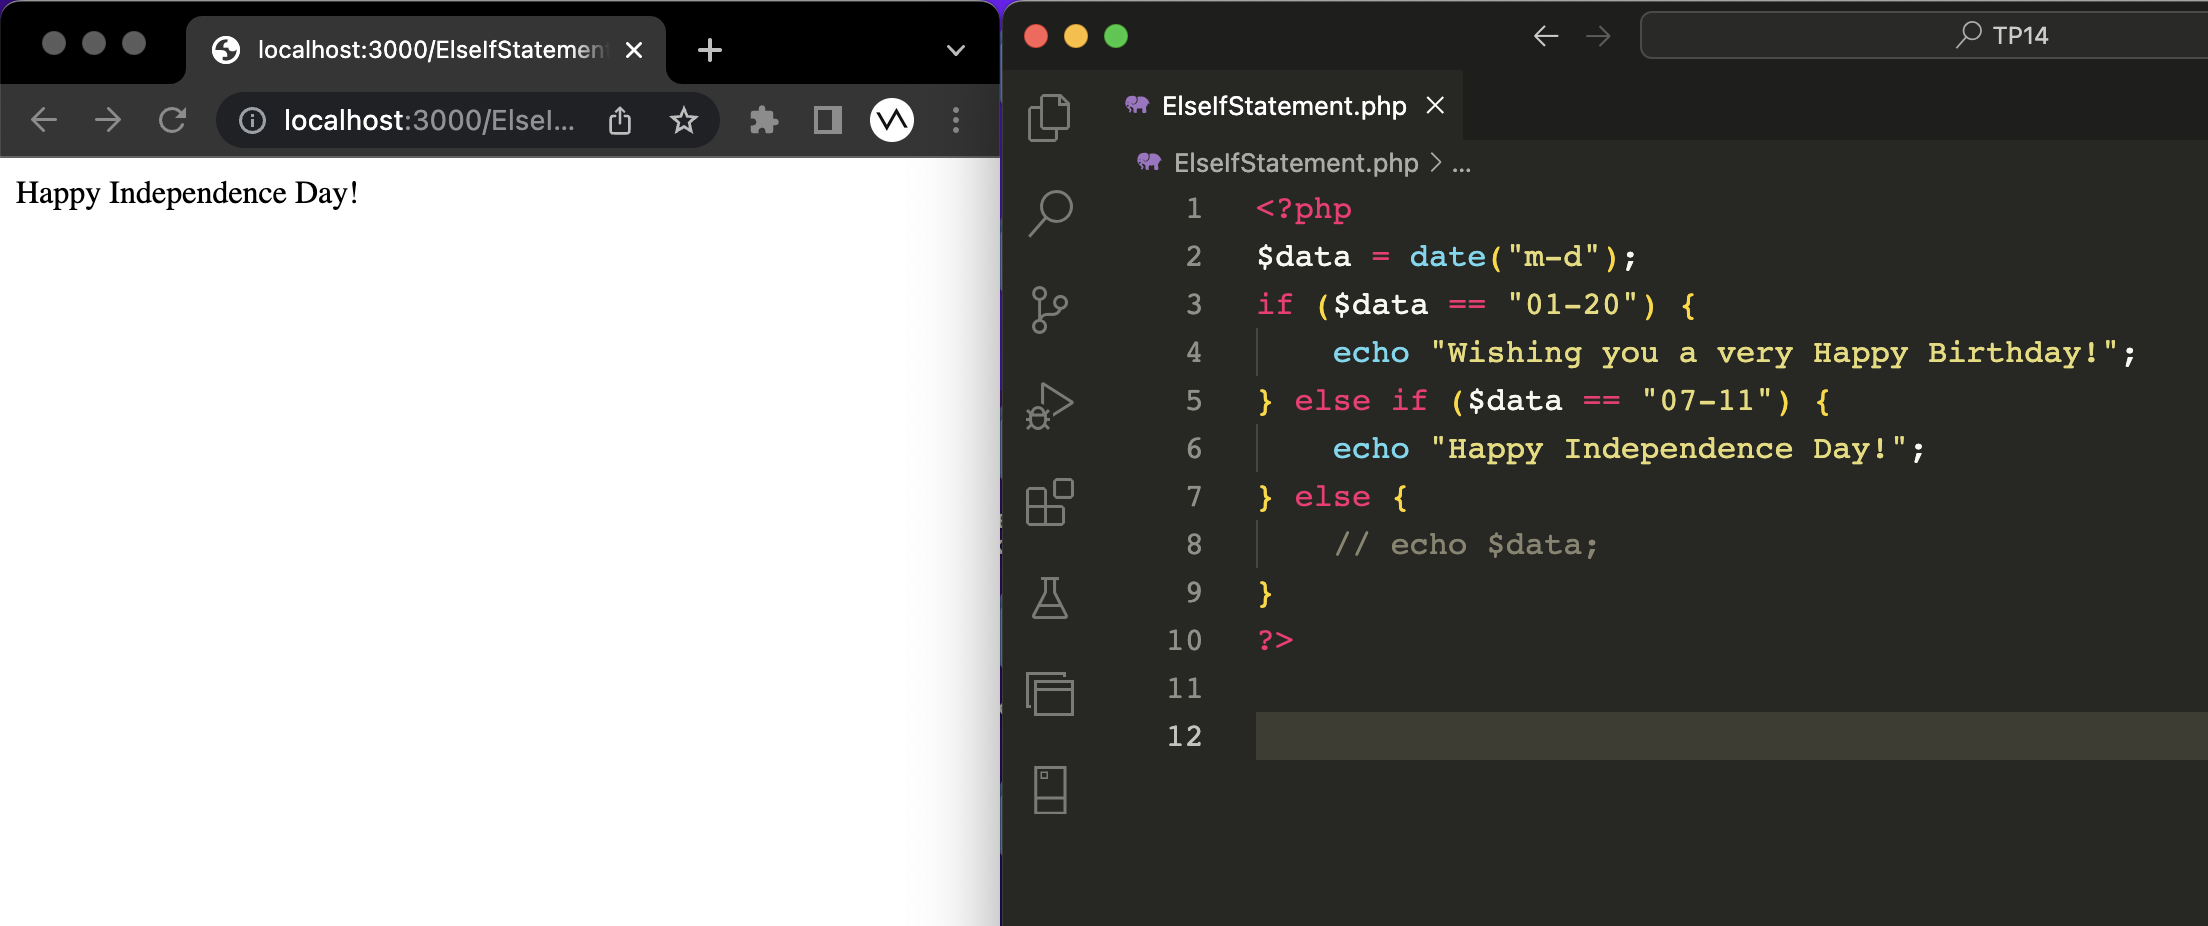 localhost:3000/ElseIfStatemen
localhost:3000/ElseI...
Happy Independence Day!
TP14
ElseIfStatement.php
ElseIfStatement.php > ...
1 <?php
2 $data = date("m-d");
3 if ($data == "01-20") {
4 echo "Wishing you a very Happy Birthday!";
5 } else if ($data == "07-11") {
6 echo "Happy Independence Day!";
7 } else {
8 // echo $data;
9 }
10 ?>
11
12